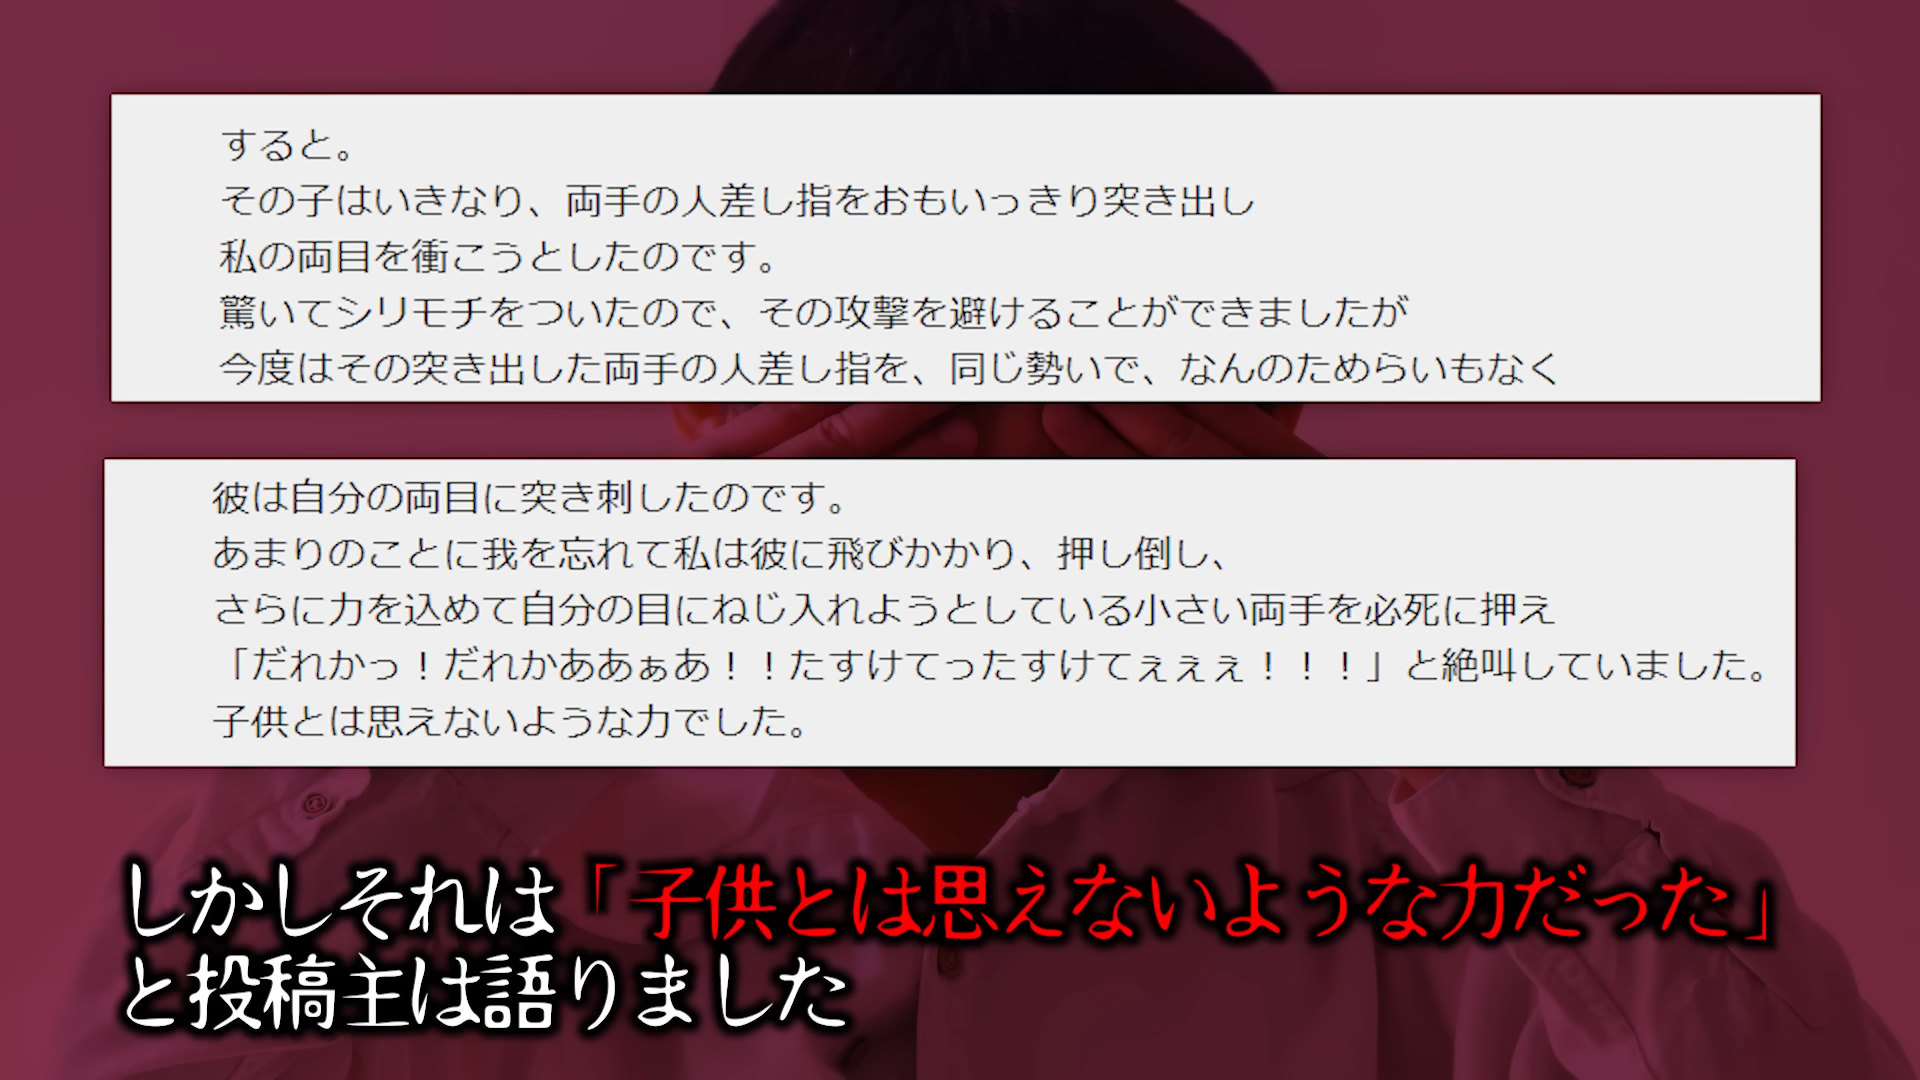 すると。
その子はいきなり、両手の人差し指をおもいっきり突き出し
私の両目を衝こうとしたのです。
驚いてシリモチをついたので、その攻撃を避けることができましたが
今度はその突き出した両手の人差し指を、同じ勢いで、なんのためらいもなく
彼は自分の両目に突き刺したのです。
あまりのことに我を忘れて私は彼に飛びかかり、押し倒し、
さらに力を込めて自分の目にねじ入れようとしている小さい両手を必死に押え
「だれかっ！だれかああぁあ！！たすけてったすけてぇぇぇ！！！」と絶叫していました。
子供とは思えないような力でした。
しかしそれは「子供とは思えないような力だった」
と投稿主は語りました